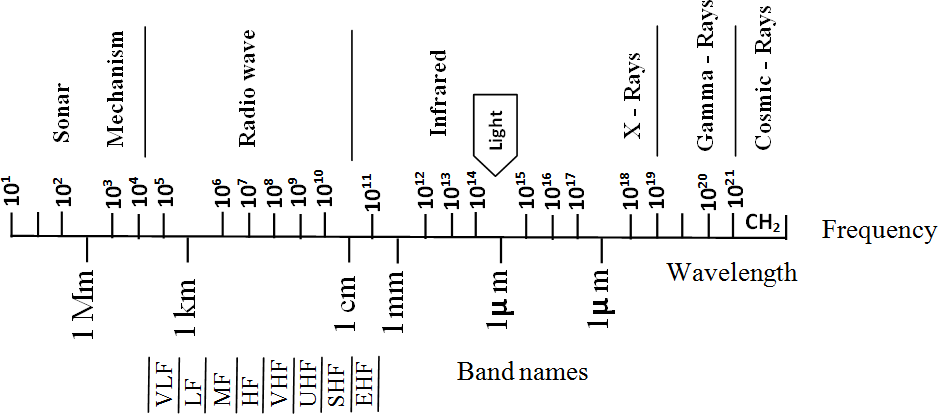 Sonar
Mechanism
Radio wave
Infrared
Light
X - Rays
Gamma - Rays
Cosmic - Rays
10¹ 10² 10³ 10⁴ 10⁵ 10⁶ 10⁷ 10⁸ 10⁹ 10¹⁰ 10¹¹ 10¹² 10¹³ 10¹⁴ 10¹⁵ 10¹⁶ 10¹⁷ 10¹⁸ 10¹⁹ 10²⁰ 10²¹ CH₂
Frequency
1 Mm 1 km 1 cm 1 mm 1μ m 1μ m
Wavelength
VLF LF MF HF VHF UHF SHF EHF
Band names